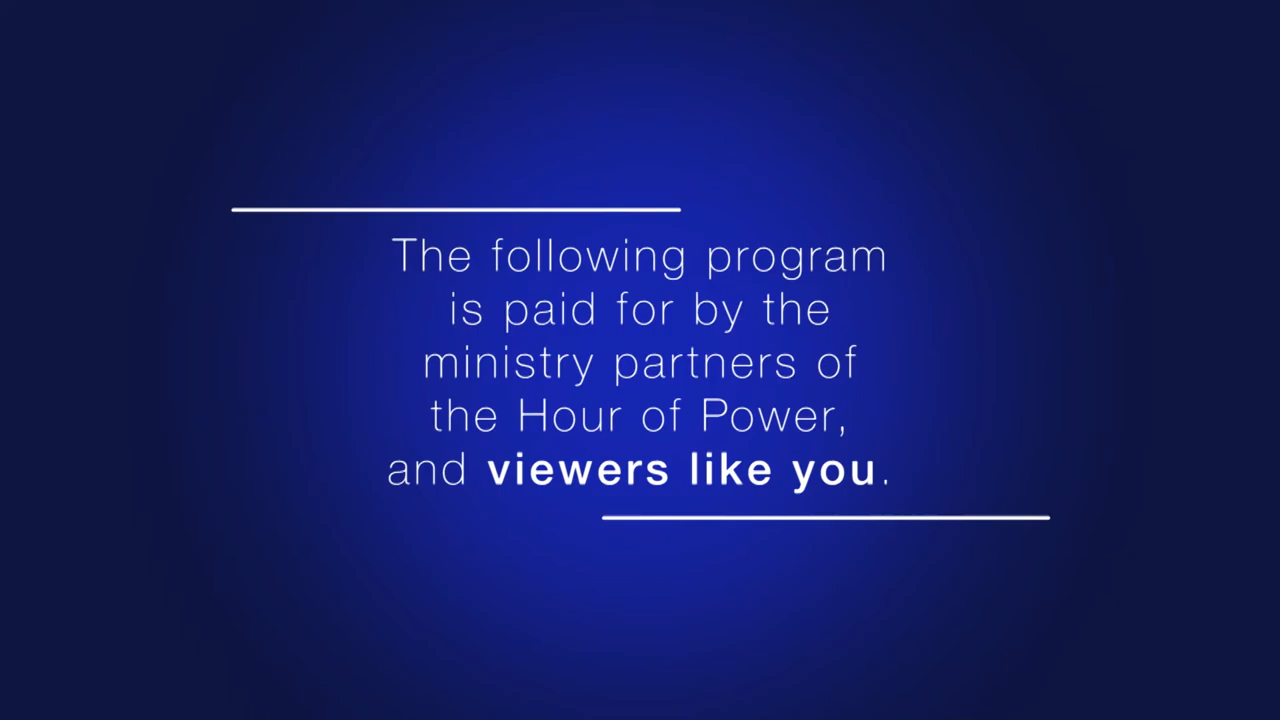 The following program
is paid for by the
ministry partners of
the Hour of Power,
and viewers like you.